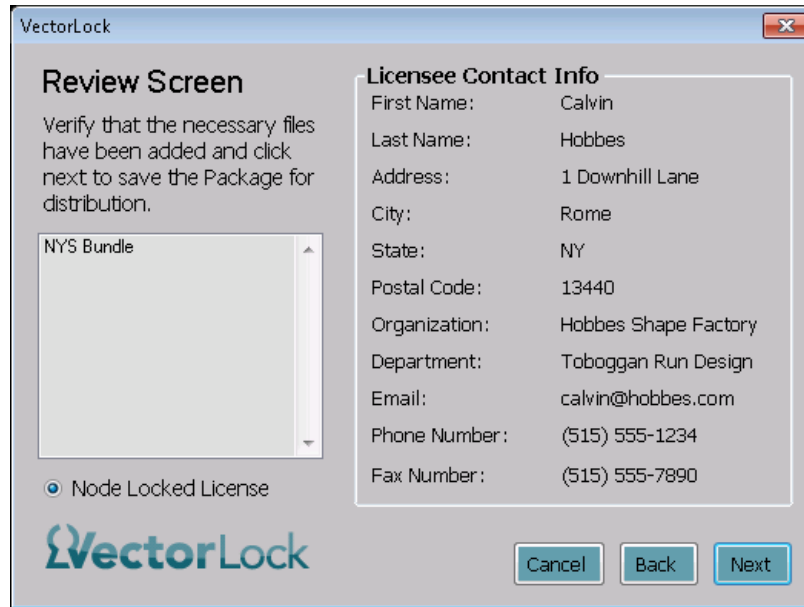 VectorLock
Review Screen
Verify that the necessary files
have been added and click
next to save the Package for
distribution.
NYS Bundle
Node Locked License
VectorLock
Licensee Contact Info
First Name: Calvin
Last Name: Hobbes
Address: 1 Downhill Lane
City: Rome
State: NY
Postal Code: 13440
Organization: Hobbes Shape Factory
Department: Toboggan Run Design
Email: calvin@hobbes.com
Phone Number: (515) 555-1234
Fax Number: (515) 555-7890
Cancel Back Next